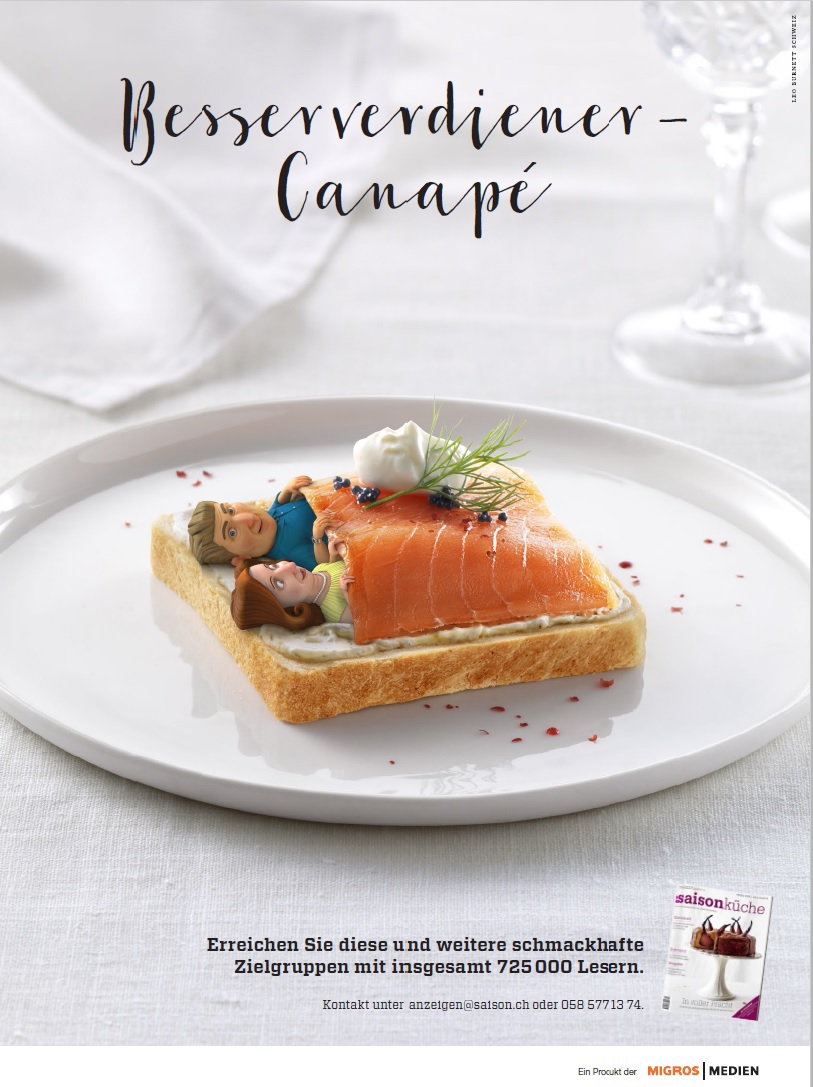 LEO BURNETT SCHWEIZ
Besserverdiener-
Canapé
saisonküche
In voller Pracht
Erreichen Sie diese und weitere schmackhafte
Zielgruppen mit insgesamt 725 000 Lesern.
Kontakt unter anzeigen@saison.ch oder 058 577 13 74.
Ein Produkt der MIGROS MEDIEN